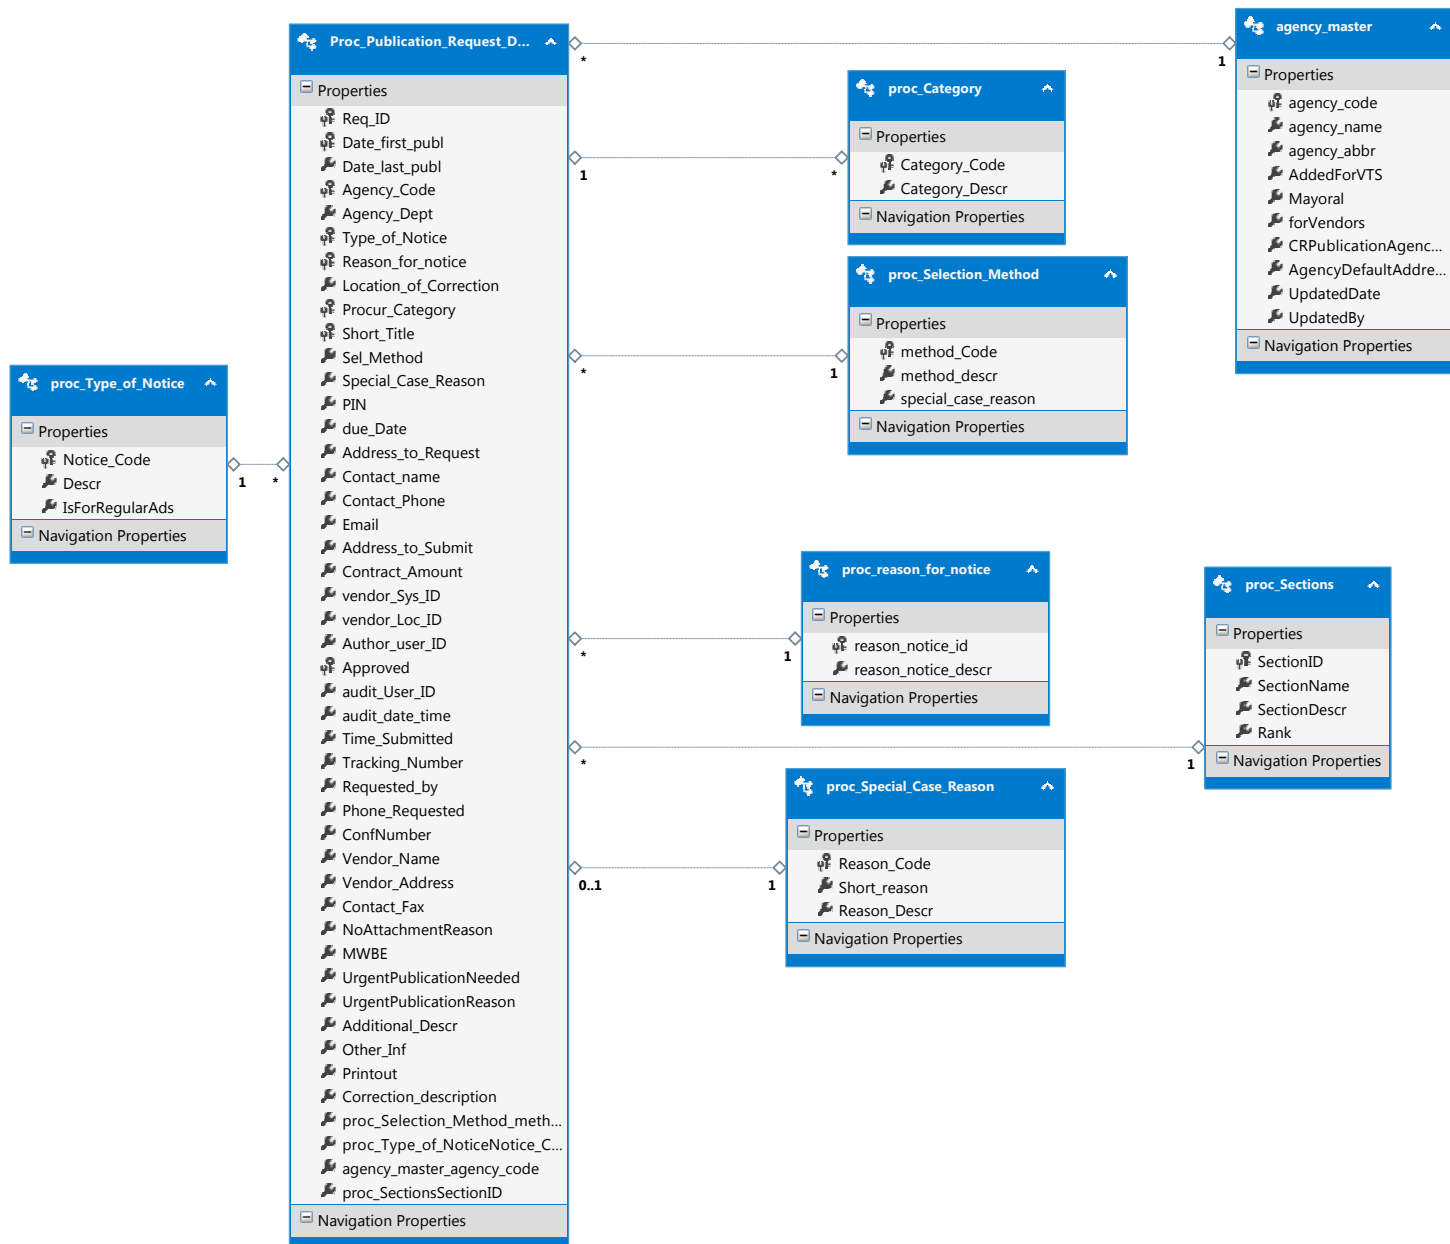 Proc_Publication_Request_D...
Properties
Req_ID
Date_first_publ
Date_last_publ
Agency_Code
Agency_Dept
Type_of_Notice
Reason_for_notice
Location_of_Correction
Procur_Category
Short_Title
Sel_Method
Special_Case_Reason
PIN
due_Date
Address_to_Request
Contact_name
Contact_Phone
Email
Address_to_Submit
Contract_Amount
vendor_Sys_ID
vendor_Loc_ID
Author_user_ID
Approved
audit_User_ID
audit_date_time
Time_Submitted
Tracking_Number
Requested_by
Phone_Requested
ConfNumber
Vendor_Name
Vendor_Address
Contact_Fax
NoAttachmentReason
MWBE
UrgentPublicationNeeded
UrgentPublicationReason
Additional_Descr
Other_Inf
Printout
Correction_description
proc_Selection_Method_meth...
proc_Type_of_NoticeNotice_C...
agency_master_agency_code
proc_SectionsSectionID
Navigation Properties
proc_Type_of_Notice
Properties
Notice_Code
Descr
IsForRegularAds
Navigation Properties
1 *
* 1
agency_master
Properties
agency_code
agency_name
agency_abbr
AddedForVTS
Mayoral
forVendors
CRPublicationAgenc...
AgencyDefaultAddre...
UpdatedDate
UpdatedBy
Navigation Properties
1 *
proc_Category
Properties
Category_Code
Category_Descr
Navigation Properties
* 1
proc_Selection_Method
Properties
method_Code
method_descr
special_case_reason
Navigation Properties
* 1
proc_reason_for_notice
Properties
reason_notice_id
reason_notice_descr
Navigation Properties
* 1
proc_Sections
Properties
SectionID
SectionName
SectionDescr
Rank
Navigation Properties
0..1 1
proc_Special_Case_Reason
Properties
Reason_Code
Short_reason
Reason_Descr
Navigation Properties